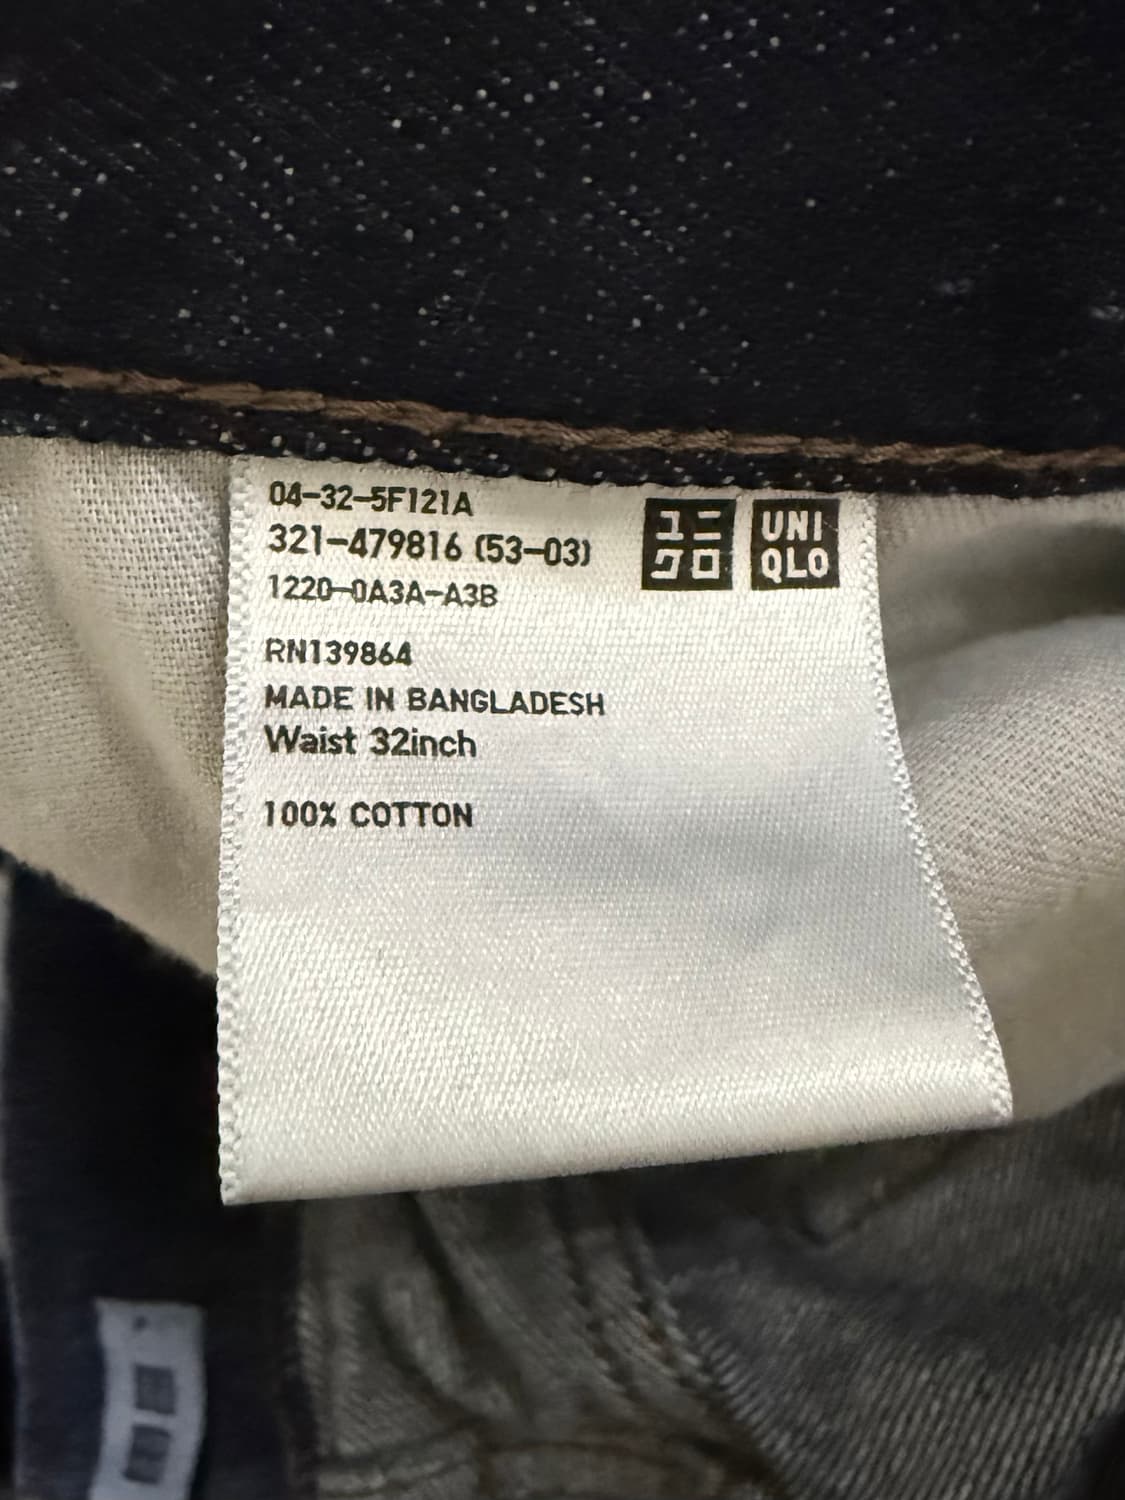 04-32-5F121A
321-479816 (53-03)
1220-0A3A-A3B
ユニ
クロ
UNI
QLO
RN139864
MADE IN BANGLADESH
Waist 32inch
100% COTTON